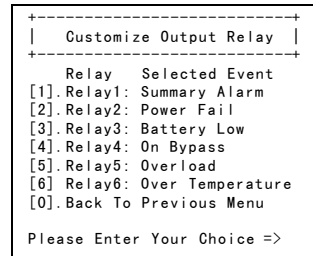 +-----------------------------+
| Customize Output Relay |
+-----------------------------+
Relay Selected Event
[1].Relay1: Summary Alarm
[2].Relay2: Power Fail
[3].Relay3: Battery Low
[4].Relay4: On Bypass
[5].Relay5: Overload
[6] Relay6: Over Temperature
[0].Back To Previous Menu
Please Enter Your Choice =>